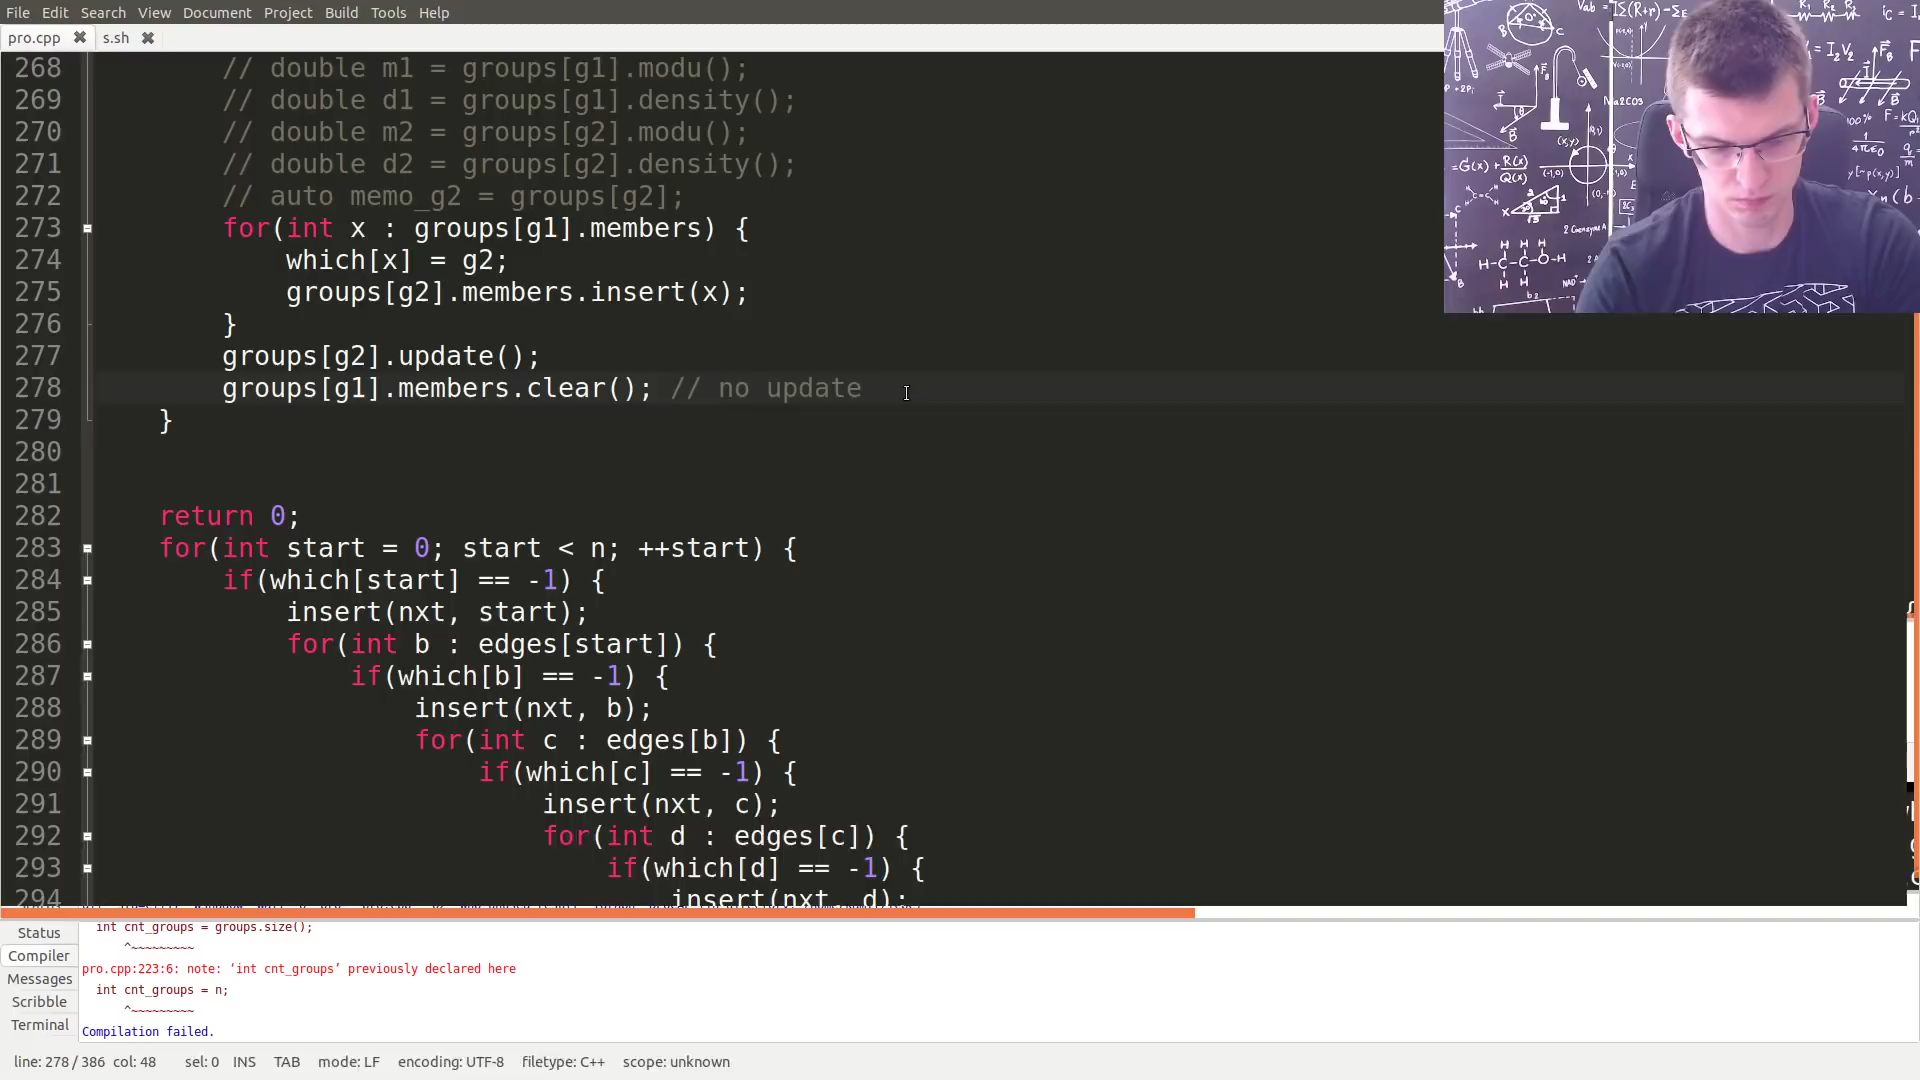 File Edit Search View Document Project Build Tools Help
pro.cpp s.sh
268 // double m1 = groups[g1].modu();
269 // double d1 = groups[g1].density();
270 // double m2 = groups[g2].modu();
271 // double d2 = groups[g2].density();
272 // auto memo_g2 = groups[g2];
273 for(int x : groups[g1].members) {
274 which[x] = g2;
275 groups[g2].members.insert(x);
276 }
277 groups[g2].update();
278 groups[g1].members.clear(); // no update
279 }
280
281
282 return 0;
283 for(int start = 0; start < n; ++start) {
284 if(which[start] == -1) {
285 insert(nxt, start);
286 for(int b : edges[start]) {
287 if(which[b] == -1) {
288 insert(nxt, b);
289 for(int c : edges[b]) {
290 if(which[c] == -1) {
291 insert(nxt, c);
292 for(int d : edges[c]) {
293 if(which[d] == -1) {
294 insert(nxt, d);
Status
Compiler
Messages
Scribble
Terminal
int cnt_groups = groups.size();
^~~~~~~~~~
pro.cpp:223:6: note: ‘int cnt_groups’ previously declared here
int cnt_groups = n;
^~~~~~~~~~
Compilation failed.
line: 278 / 386 col: 48 sel: 0 INS TAB mode: LF encoding: UTF-8 filetype: C++ scope: unknown